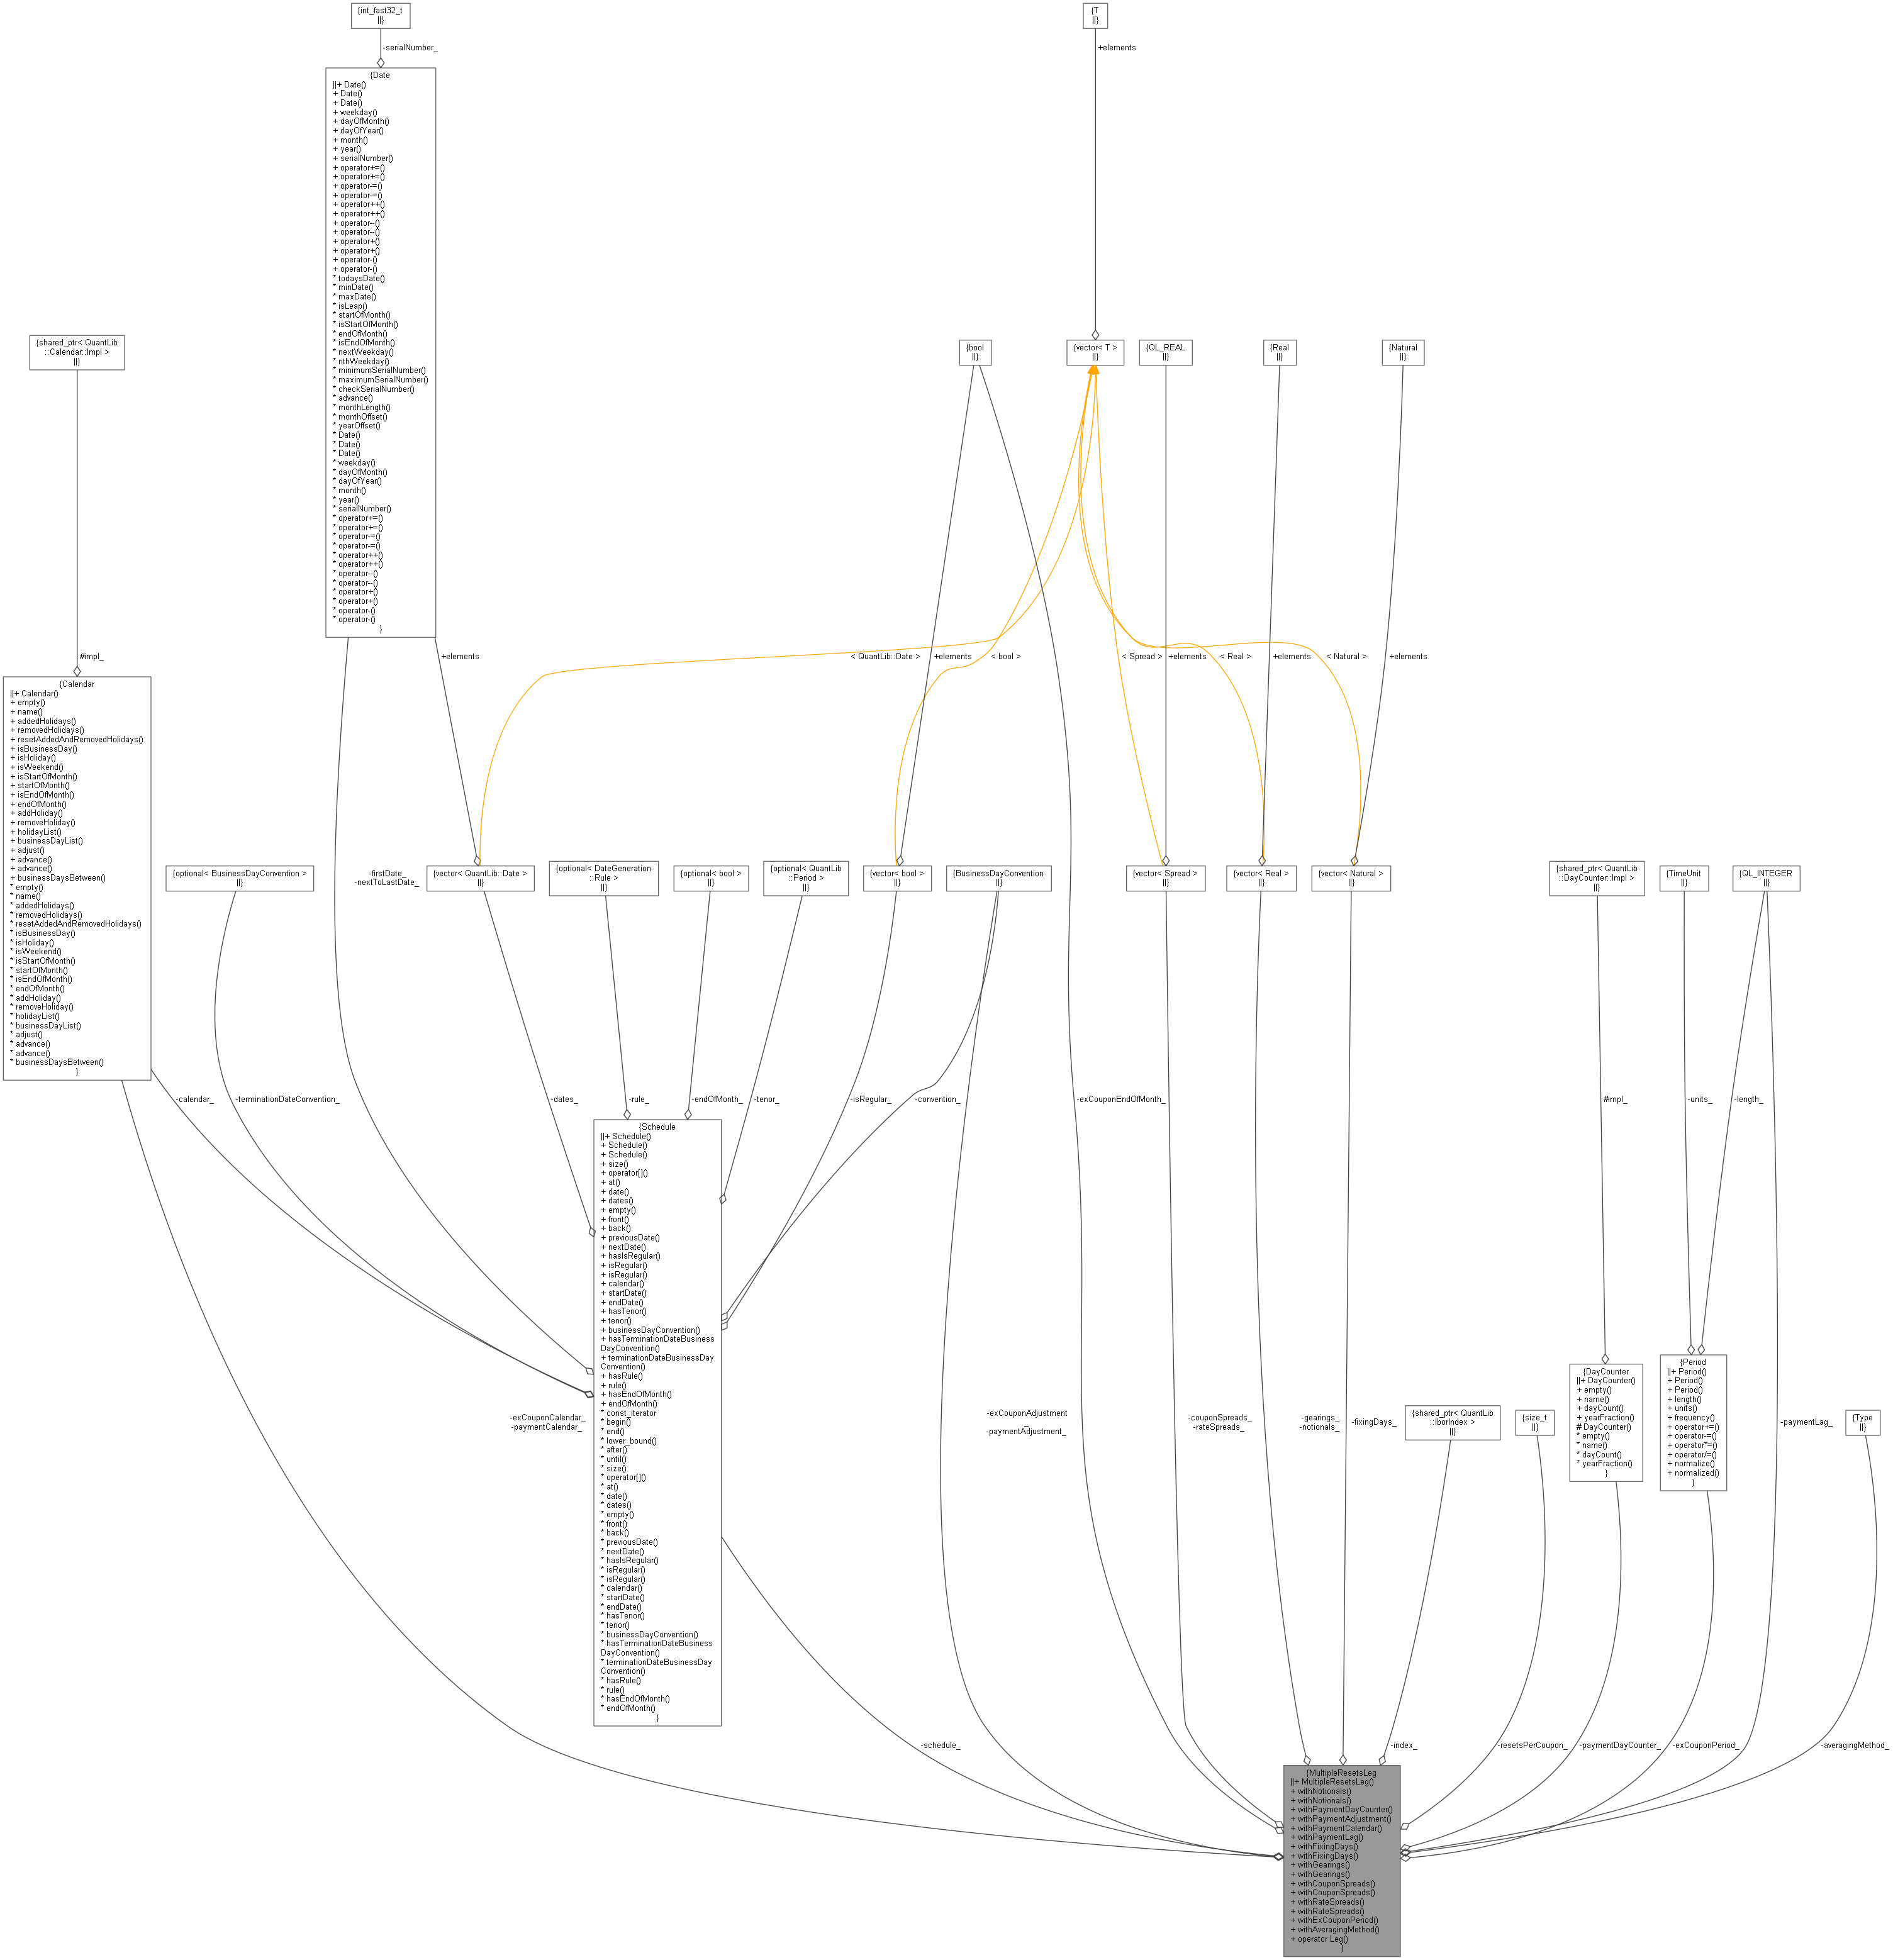 {int_fast32_t
||}
{T
||}
-serialNumber_
+elements
{Date
||+ Date()
+ Date()
+ Date()
+ weekday()
+ dayOfMonth()
+ dayOfYear()
+ month()
+ year()
+ serialNumber()
+ operator+=()
+ operator+=()
+ operator-=()
+ operator-=()
+ operator++()
+ operator++()
+ operator--()
+ operator--()
+ operator+()
+ operator+()
+ operator-()
+ operator-()
* todaysDate()
* minDate()
* maxDate()
* isLeap()
* startOfMonth()
* isStartOfMonth()
* endOfMonth()
* isEndOfMonth()
* nextWeekday()
* nthWeekday()
* minimumSerialNumber()
* maximumSerialNumber()
* checkSerialNumber()
* advance()
* monthLength()
* monthOffset()
* yearOffset()
* Date()
* Date()
* Date()
* weekday()
* dayOfMonth()
* dayOfYear()
* month()
* year()
* serialNumber()
* operator+=()
* operator+=()
* operator-=()
* operator-=()
* operator++()
* operator++()
* operator--()
* operator--()
* operator+()
* operator+()
* operator-()
* operator-()
}
{shared_ptr< QuantLib
::Calendar::Impl >
||}
{bool
||}
{vector< T >
||}
{QL_REAL
||}
{Real
||}
{Natural
||}
#impl_
+elements
< QuantLib::Date >
+elements
< bool >
< Spread >
+elements
< Real >
+elements
< Natural >
+elements
{Calendar
||+ Calendar()
+ empty()
+ name()
+ addedHolidays()
+ removedHolidays()
+ resetAddedAndRemovedHolidays()
+ isBusinessDay()
+ isHoliday()
+ isWeekend()
+ isStartOfMonth()
+ startOfMonth()
+ isEndOfMonth()
+ endOfMonth()
+ addHoliday()
+ removeHoliday()
+ holidayList()
+ businessDayList()
+ adjust()
+ advance()
+ advance()
+ businessDaysBetween()
* empty()
* name()
* addedHolidays()
* removedHolidays()
* resetAddedAndRemovedHolidays()
* isBusinessDay()
* isHoliday()
* isWeekend()
* isStartOfMonth()
* startOfMonth()
* isEndOfMonth()
* endOfMonth()
* addHoliday()
* removeHoliday()
* holidayList()
* businessDayList()
* adjust()
* advance()
* advance()
* businessDaysBetween()
}
{optional< BusinessDayConvention >
||}
-firstDate_
-nextToLastDate_
{vector< QuantLib::Date >
||}
{optional< DateGeneration
::Rule >
||}
{optional< bool >
||}
{optional< QuantLib
::Period >
||}
{vector< bool >
||}
{BusinessDayConvention
||}
{vector< Spread >
||}
{vector< Real >
||}
{vector< Natural >
||}
{shared_ptr< QuantLib
::DayCounter::Impl >
||}
{TimeUnit
||}
{QL_INTEGER
||}
-calendar_
-terminationDateConvention_
-dates_
-rule_
-endOfMonth_
-tenor_
-isRegular_
-convention_
-exCouponEndOfMonth_
#impl_
-units_
-length_
{Schedule
||+ Schedule()
+ Schedule()
+ Schedule()
+ size()
+ operator[]()
+ at()
+ date()
+ dates()
+ empty()
+ front()
+ back()
+ previousDate()
+ nextDate()
+ hasIsRegular()
+ isRegular()
+ isRegular()
+ calendar()
+ startDate()
+ endDate()
+ hasTenor()
+ tenor()
+ businessDayConvention()
+ hasTerminationDateBusiness
DayConvention()
+ terminationDateBusinessDay
Convention()
+ hasRule()
+ rule()
+ hasEndOfMonth()
+ endOfMonth()
* const_iterator
* begin()
* end()
* lower_bound()
* after()
* until()
* size()
* operator[]()
* at()
* date()
* dates()
* empty()
* front()
* back()
* previousDate()
* nextDate()
* hasIsRegular()
* isRegular()
* isRegular()
* calendar()
* startDate()
* endDate()
* hasTenor()
* tenor()
* businessDayConvention()
* hasTerminationDateBusiness
DayConvention()
* terminationDateBusinessDay
Convention()
* hasRule()
* rule()
* hasEndOfMonth()
* endOfMonth()
}
{DayCounter
||+ DayCounter()
+ empty()
+ name()
+ dayCount()
+ yearFraction()
# DayCounter()
* empty()
* name()
* dayCount()
* yearFraction()
}
{Period
||+ Period()
+ Period()
+ Period()
+ length()
+ units()
+ frequency()
+ operator+=()
+ operator-=()
+ operator*=()
+ operator/=()
+ normalize()
+ normalized()
}
-exCouponCalendar_
-paymentCalendar_
-exCouponAdjustment
_
-paymentAdjustment_
-couponSpreads_
-rateSpreads_
-gearings_
-notionals_
-fixingDays_
{shared_ptr< QuantLib
::IborIndex >
||}
{size_t
||}
-paymentLag_
{Type
||}
-schedule_
-index_
-resetsPerCoupon_
-paymentDayCounter_
-exCouponPeriod_
-averagingMethod_
{MultipleResetsLeg
||+ MultipleResetsLeg()
+ withNotionals()
+ withNotionals()
+ withPaymentDayCounter()
+ withPaymentAdjustment()
+ withPaymentCalendar()
+ withPaymentLag()
+ withFixingDays()
+ withFixingDays()
+ withGearings()
+ withGearings()
+ withCouponSpreads()
+ withCouponSpreads()
+ withRateSpreads()
+ withRateSpreads()
+ withExCouponPeriod()
+ withAveragingMethod()
+ operator Leg()
}